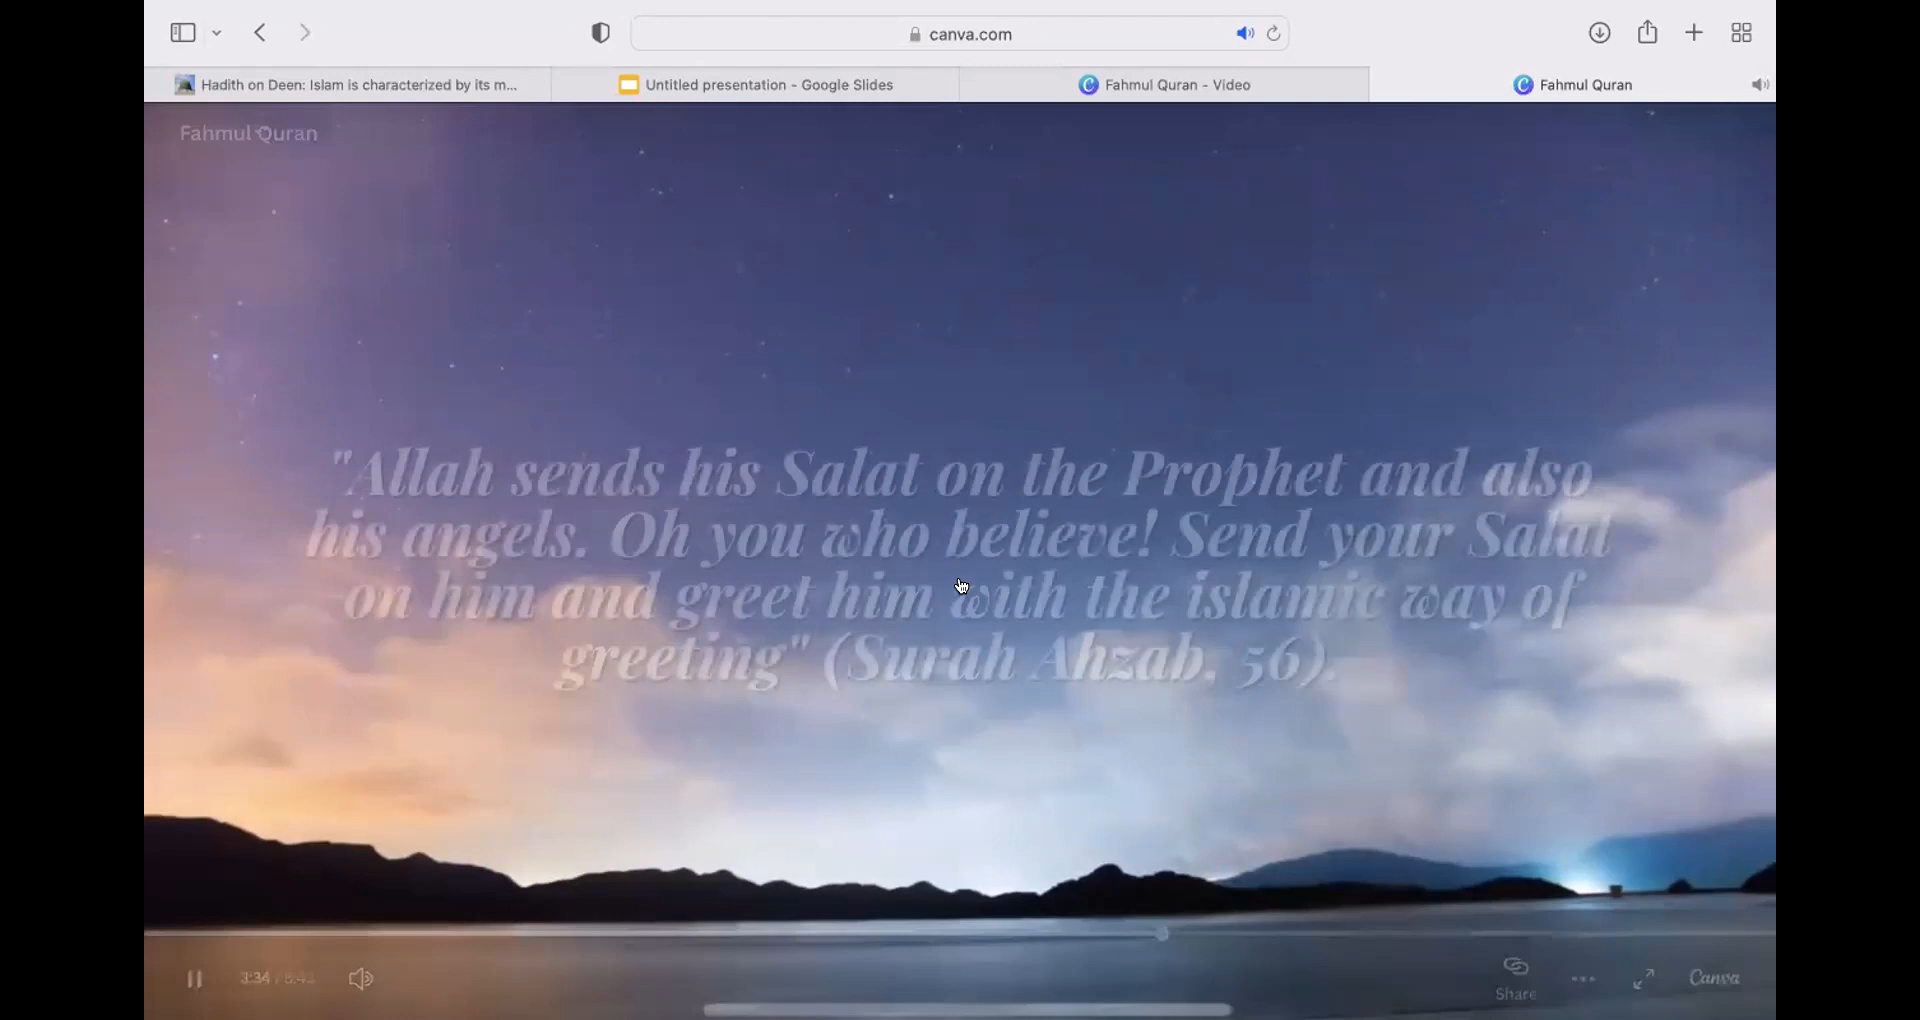 canva.com
Hadith on Deen: Islam is characterized by its m...
Untitled presentation - Google Slides
Fahmul Quran - Video
Fahmul Quran
Fahmul Quran
"Allah sends his Salat on the Prophet and also
his angels. Oh you who believe! Send your Salat
on him and greet him with the islamic way of
greeting" (Surah Ahzab, 56).
3:34
Share
Canva